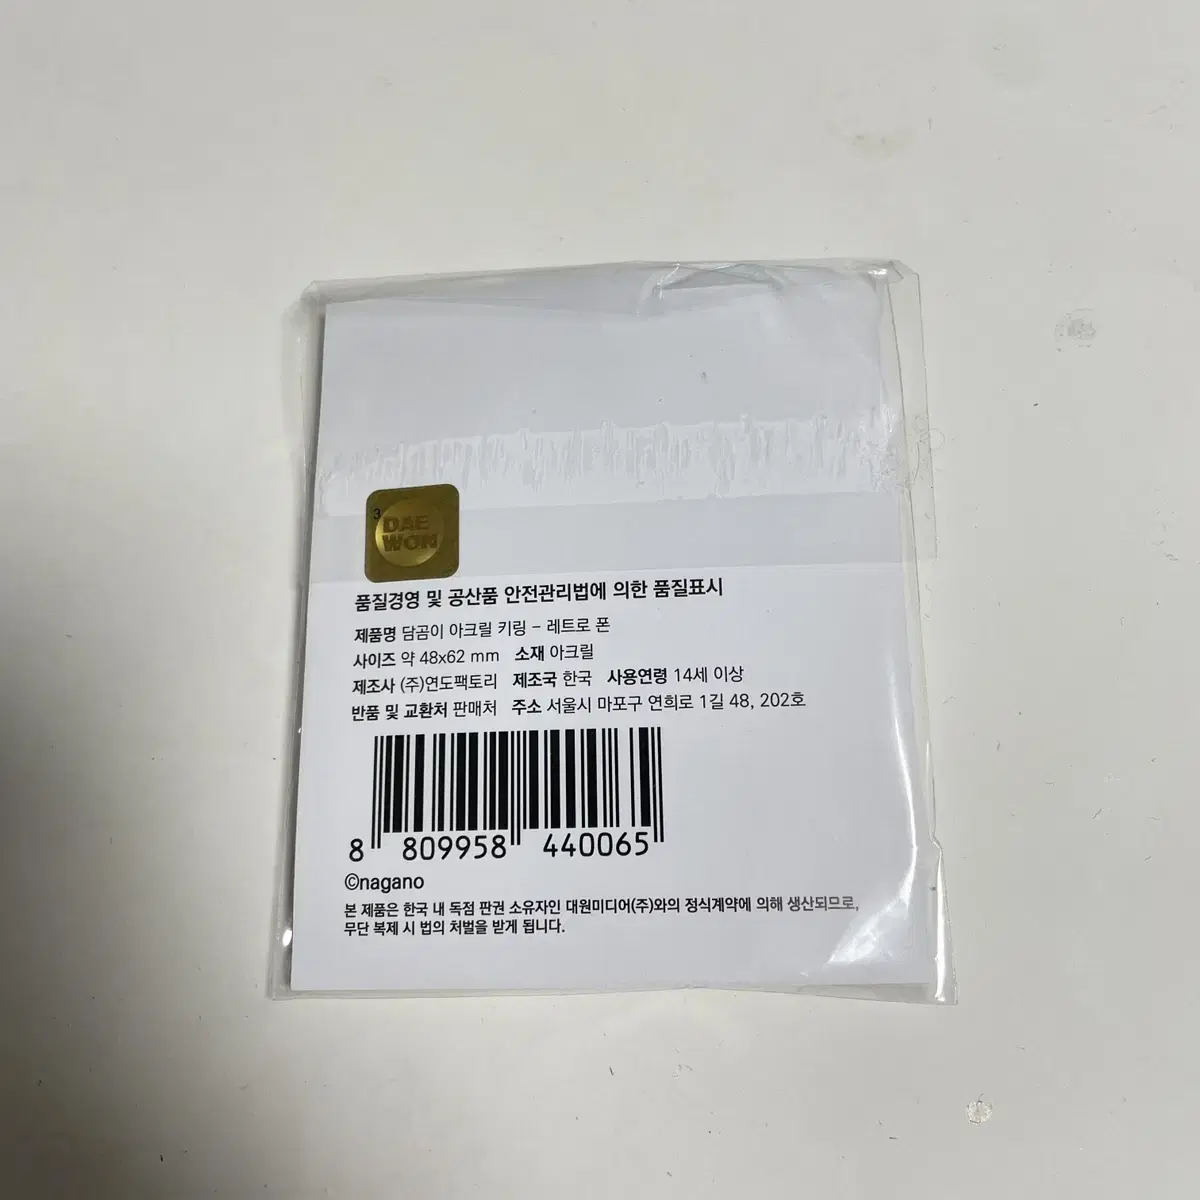 3
DAE
WON
품질경영 및 공산품 안전관리법에 의한 품질표시
제품명 담곰이 아크릴 키링 - 레트로 폰
사이즈 약 48x62 mm 소재 아크릴
제조사 (주)연도팩토리 제조국 한국 사용연령 14세 이상
반품 및 교환처 판매처 주소 서울시 마포구 연희로 1길 48, 202호
8 809958 440065
©nagano
본 제품은 한국 내 독점 판권 소유자인 대원미디어(주)와의 정식계약에 의해 생산되므로,
무단 복제 시 법의 처벌을 받게 됩니다.